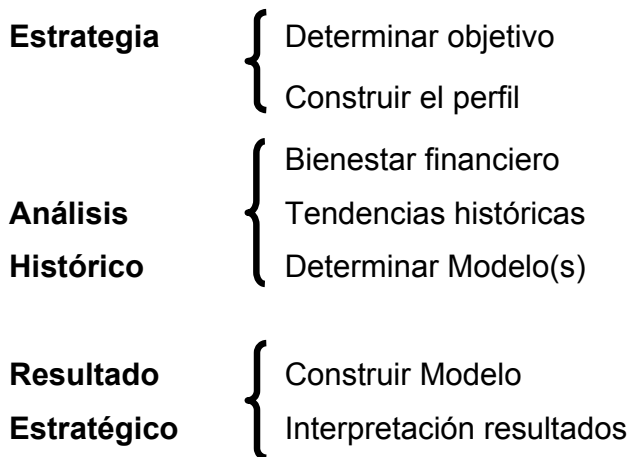 Estrategia Determinar objetivo
Construir el perfil
Bienestar financiero
Análisis Tendencias históricas
Histórico Determinar Modelo(s)
Resultado Construir Modelo
Estratégico Interpretación resultados